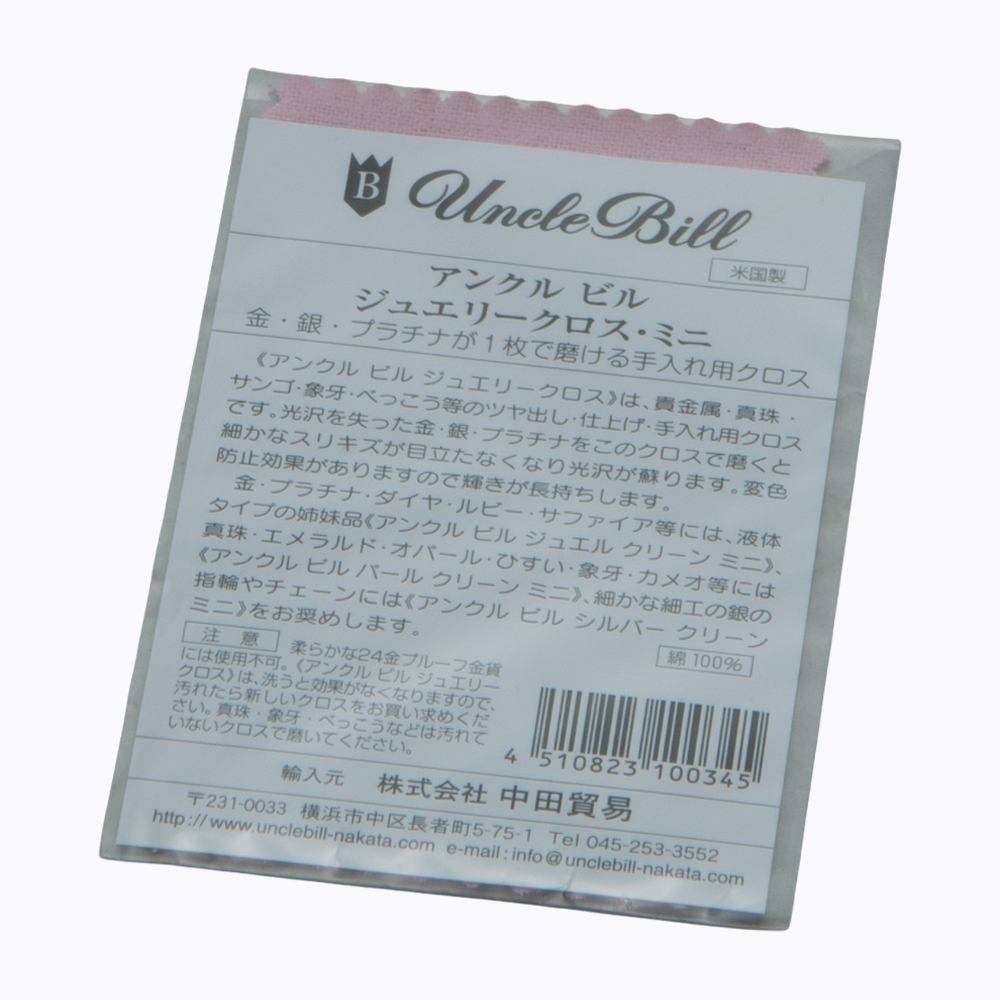 B Uncle Bill
米国製
アンクル ビル
ジュエリークロス・ミニ
金・銀・プラチナが1枚で磨ける手入れ用クロス
《アンクル ビル ジュエリークロス》は、貴金属・真珠・
サンゴ・象牙・べっこう等のツヤ出し・仕上げ・手入れ用クロス
です。光沢を失った金・銀・プラチナをこのクロスで磨くと
細かなスリキズが目立たなくなり光沢が蘇ります。変色
防止効果がありますので輝きが長持ちします。
金・プラチナ・ダイヤ・ルビー・サファイア等には、液体
タイプの姉妹品《アンクル ビル ジュエル クリーン ミニ》、
真珠・エメラルド・オパール・ひすい・象牙・カメオ等には
《アンクル ビル パール クリーン ミニ》、細かな細工の銀の
指輪やチェーンには《アンクル ビル シルバー クリーン
ミニ》をお奨めします。
綿100%
注 意 柔らかな24金プルーフ金貨
には使用不可。《アンクル ビル ジュエリー
クロス》は、洗うと効果がなくなりますので、
汚れたら新しいクロスをお買い求めくだ
さい。真珠・象牙・べっこうなどは汚れて
いないクロスで磨いてください。
4 510823 100345
輸入元 株式会社 中田貿易
〒231-0033 横浜市中区長者町5-75-1 Tel 045-253-3552
http://www.unclebill-nakata.com e-mail:info@unclebill-nakata.com